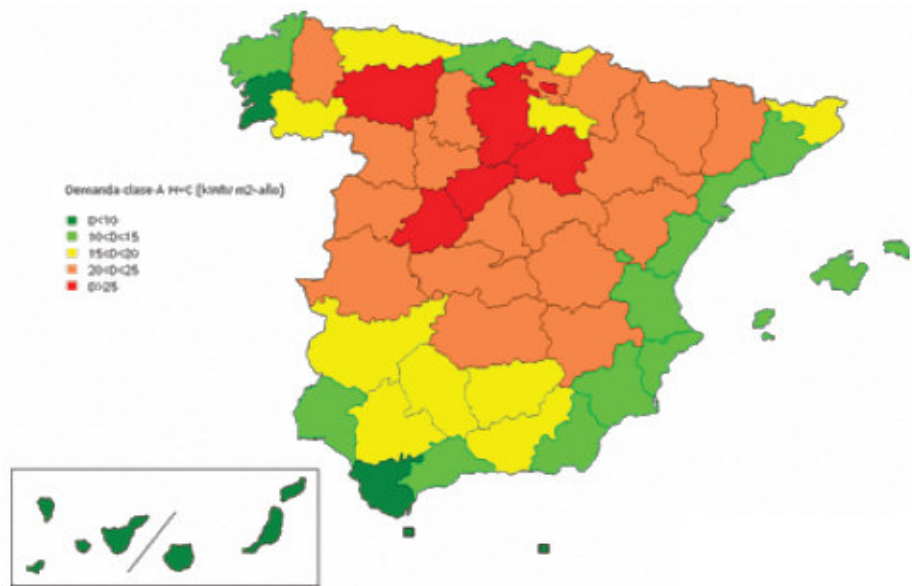 Demanda clase A H+C (kWh/m2-año)
D<10
10<D<15
15<D<20
20<D<25
D>25